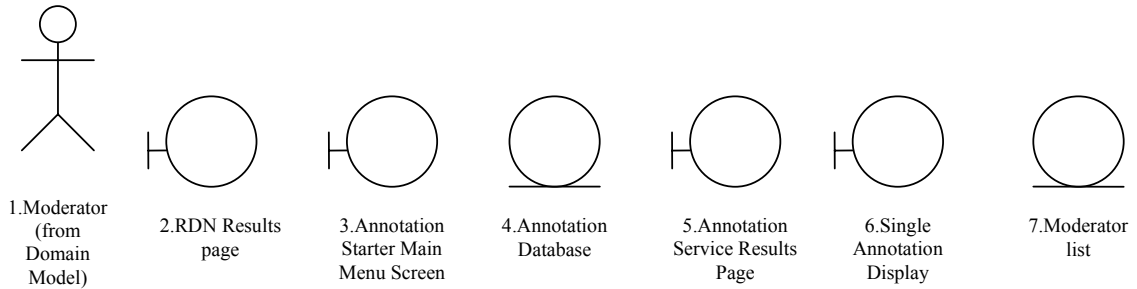 1.Moderator
(from
Domain
Model)
2.RDN Results
page
3.Annotation
Starter Main
Menu Screen
4.Annotation
Database
5.Annotation
Service Results
Page
6.Single
Annotation
Display
7.Moderator
list